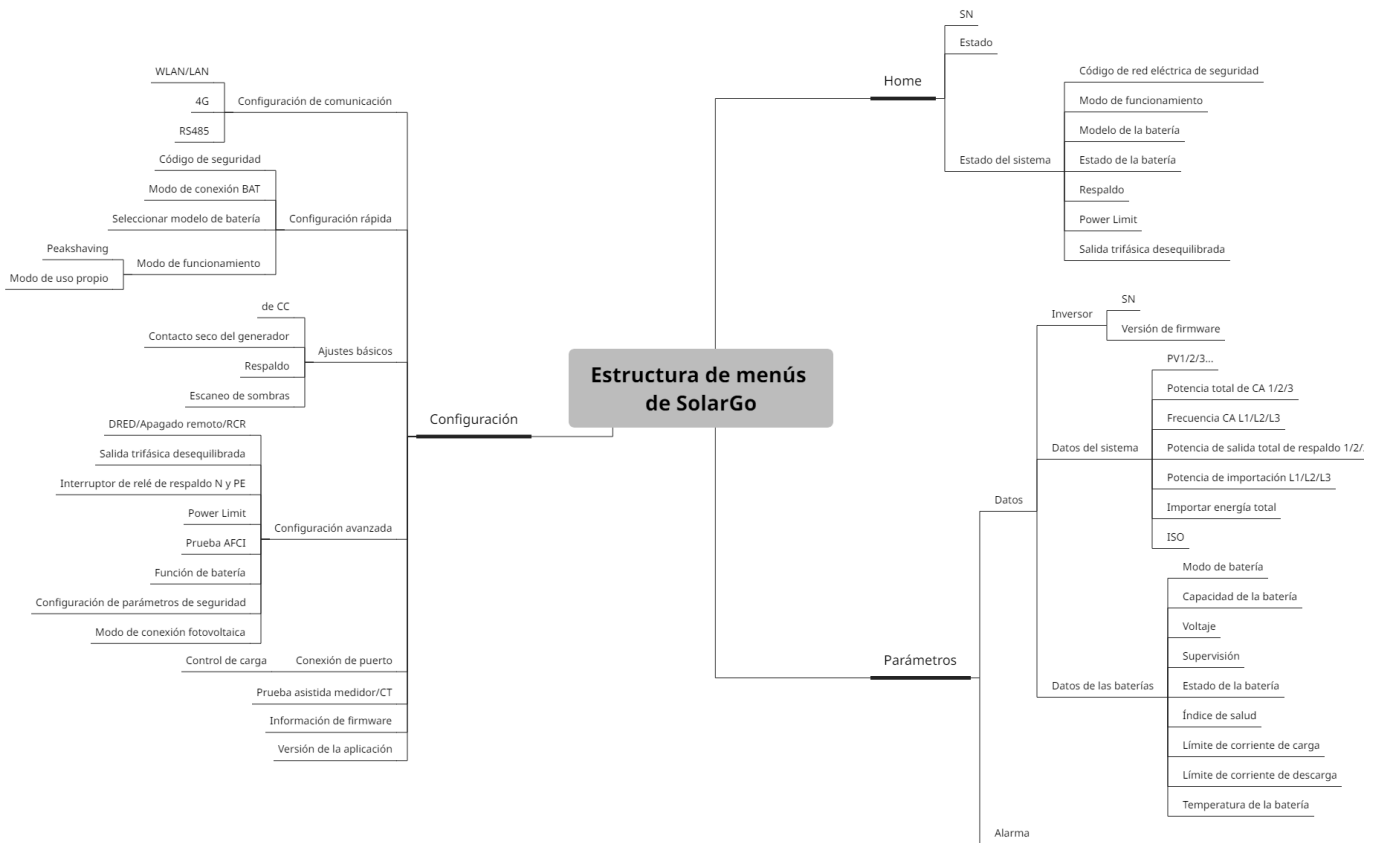 Estructura de menús
de SolarGo
Home
SN
Estado
Estado del sistema
Código de red eléctrica de seguridad
Modo de funcionamiento
Modelo de la batería
Estado de la batería
Respaldo
Power Limit
Salida trifásica desequilibrada
Parámetros
Datos
Inversor
SN
Versión de firmware
Datos del sistema
PV1/2/3...
Potencia total de CA 1/2/3
Frecuencia CA L1/L2/L3
Potencia de salida total de respaldo 1/2/
Potencia de importación L1/L2/L3
Importar energía total
ISO
Datos de las baterías
Modo de batería
Capacidad de la batería
Voltaje
Supervisión
Estado de la batería
Índice de salud
Límite de corriente de carga
Límite de corriente de descarga
Temperatura de la batería
Alarma
Configuración
Configuración de comunicación
WLAN/LAN
4G
RS485
Configuración rápida
Código de seguridad
Modo de conexión BAT
Seleccionar modelo de batería
Modo de funcionamiento
Peakshaving
Modo de uso propio
Ajustes básicos
de CC
Contacto seco del generador
Respaldo
Escaneo de sombras
Configuración avanzada
DRED/Apagado remoto/RCR
Salida trifásica desequilibrada
Interruptor de relé de respaldo N y PE
Power Limit
Prueba AFCI
Función de batería
Configuración de parámetros de seguridad
Modo de conexión fotovoltaica
Conexión de puerto
Control de carga
Prueba asistida medidor/CT
Información de firmware
Versión de la aplicación